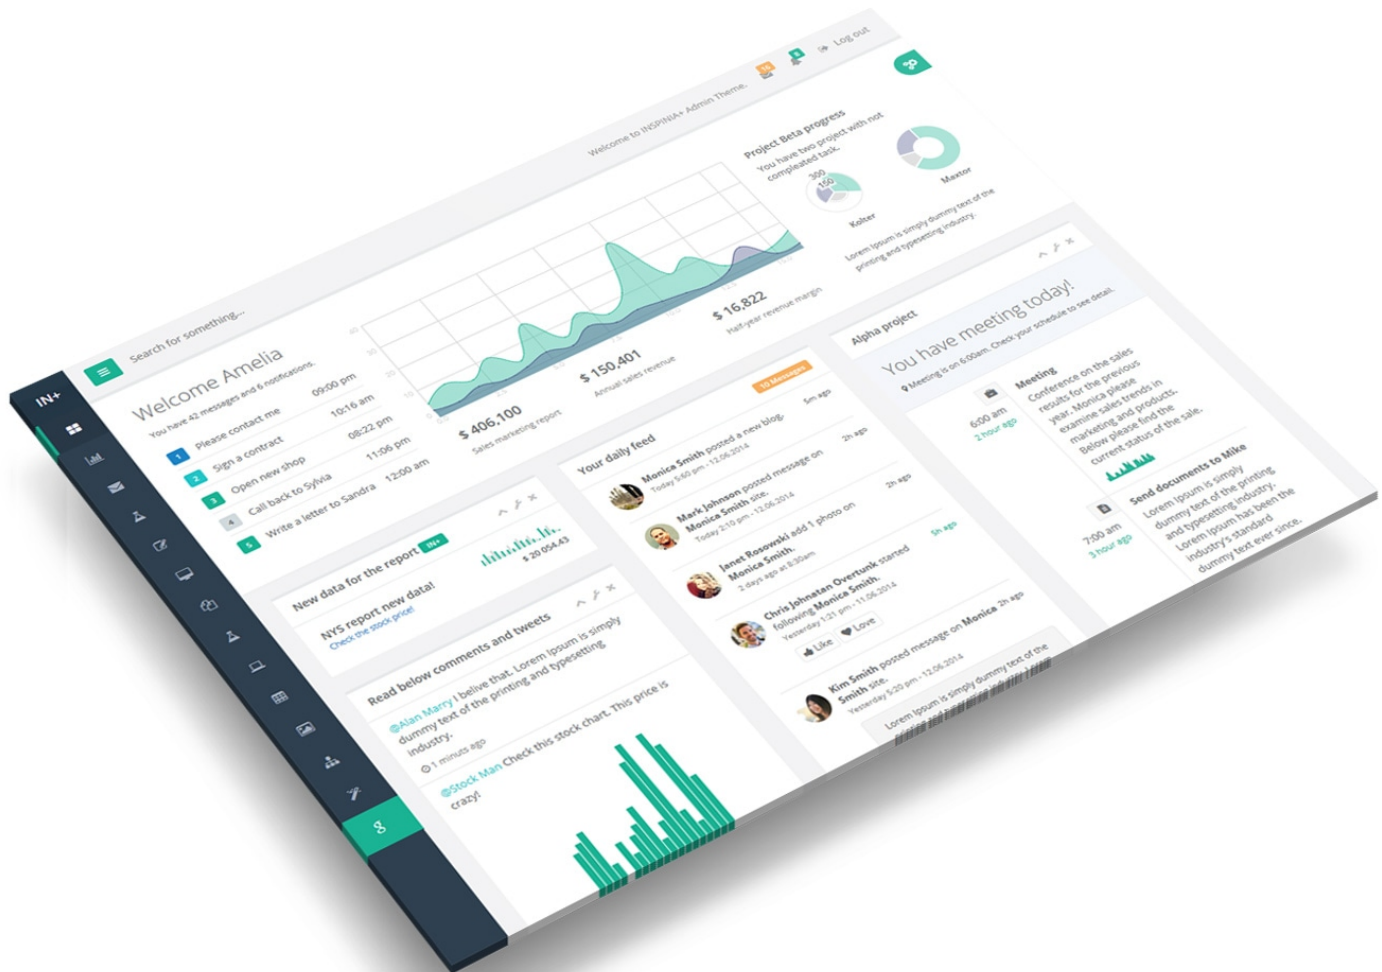 Welcome to INSPINIA+ Admin Theme.
16
8
Log out
Search for something...
IN+
Welcome Amelia
You have 42 messages and 6 notifications.
1 Please contact me 09:00 pm
2 Sign a contract 10:16 am
3 Open new shop 08:22 pm
4 Call back to Sylvia 11:06 pm
5 Write a letter to Sandra 12:00 am
40
30
20
10
0
$ 406,100
Sales marketing report
$ 150,401
Annual sales revenue
$ 16,822
Half-year revenue margin
Project Beta progress
You have two project with not
compleated task.
300
150
Kolter
Maxtor
Lorem Ipsum is simply dummy text of the
printing and typesetting industry.
New data for the report IN+
NYS report new data!
Check the stock price!
$ 20 054.43
Read below comments and tweets
@Alan Marry I belive that. Lorem Ipsum is simply
dummy text of the printing and typesetting
industry.
1 minuts ago
@Stock Man Check this stock chart. This price is
crazy!
Your daily feed
10 Messages
Monica Smith posted a new blog. 5m ago
Today 5:60 pm - 12.06.2014
Mark Johnson posted message on 2h ago
Monica Smith site.
Today 2:10 pm - 12.06.2014
Janet Rosowski add 1 photo on 2h ago
Monica Smith.
2 days ago at 8:30am
Chris Johnatan Overtunk started 5h ago
following Monica Smith.
Yesterday 1:21 pm - 11.06.2014
Like
Love
Kim Smith posted message on Monica 2h ago
Smith site.
Yesterday 5:20 pm - 12.06.2014
Lorem Ipsum is simply dummy text of the
Alpha project
You have meeting today!
Meeting is on 6:00am. Check your schedule to see detail.
6:00 am
2 hour ago
Meeting
Conference on the sales
results for the previous
year. Monica please
examine sales trends in
marketing and products.
Below please find the
current status of the sale.
7:00 am
3 hour ago
Send documents to Mike
Lorem Ipsum is simply
dummy text of the printing
and typesetting industry.
Lorem Ipsum has been the
industry's standard
dummy text ever since.